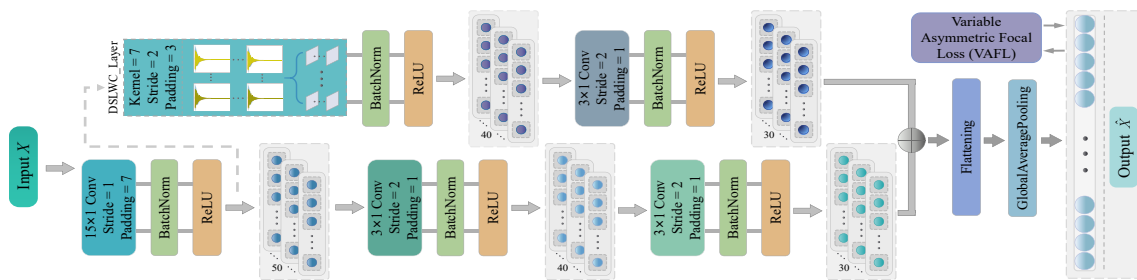 Input X
15×1 Conv
Stride = 1
Padding = 7
BatchNorm
ReLU
50
3×1 Conv
Stride = 2
Padding = 1
BatchNorm
ReLU
40
3×1 Conv
Stride = 2
Padding = 1
BatchNorm
ReLU
30
DSLWC_Layer
Kernel = 7
Stride = 2
Padding = 3
BatchNorm
ReLU
40
3×1 Conv
Stride = 2
Padding = 1
BatchNorm
ReLU
30
Flattening
GlobalAveragePooling
Variable
Asymmetric Focal
Loss (VAFL)
Output X̂